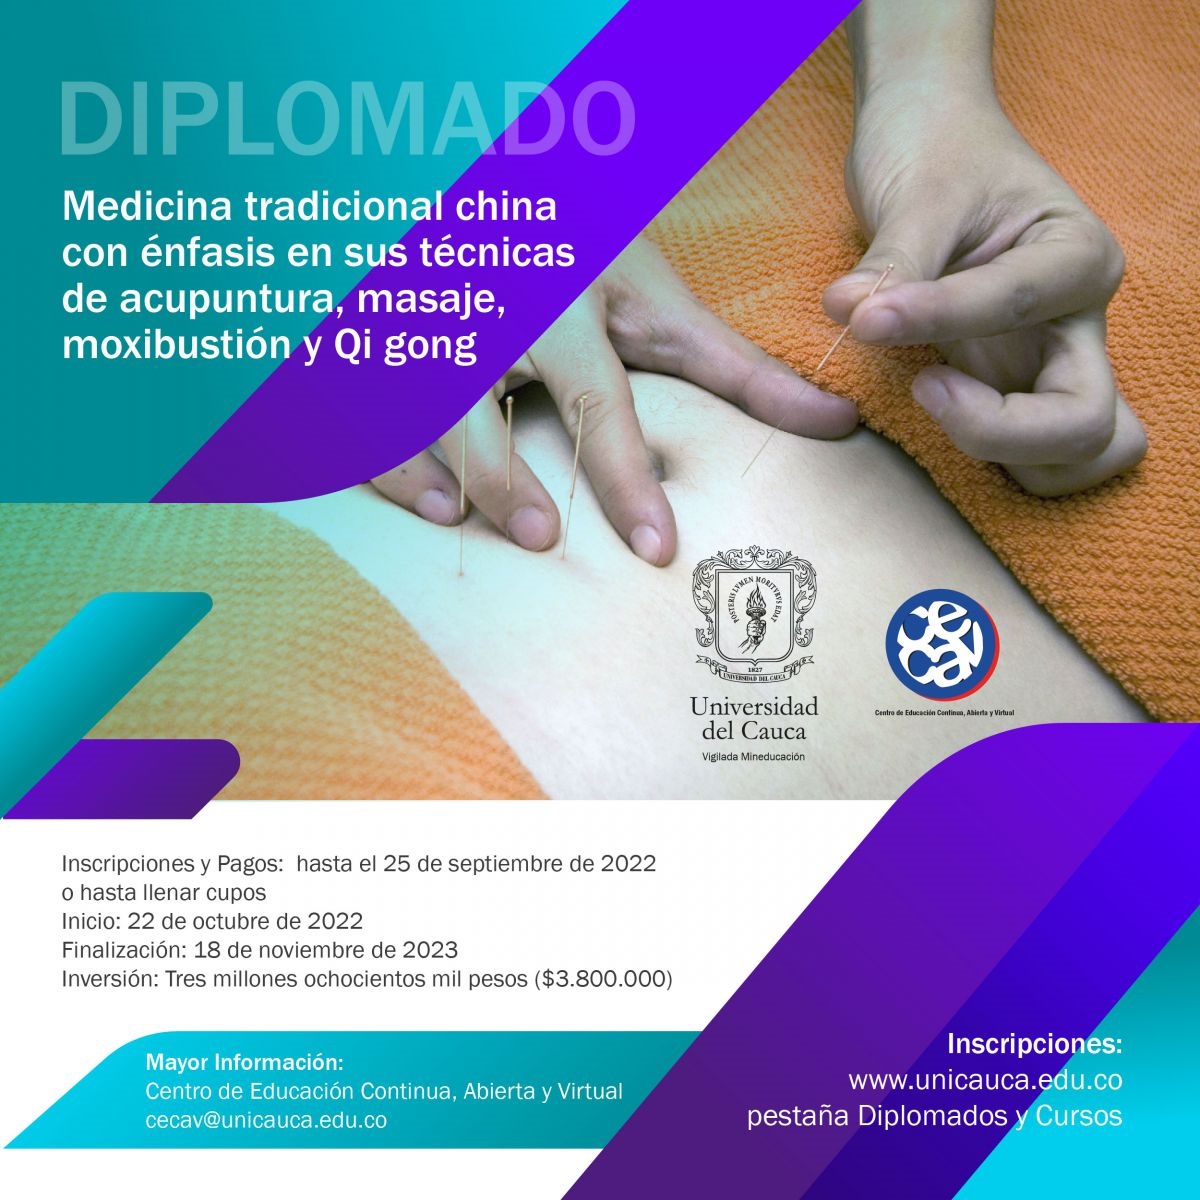 DIPLOMADO
Medicina tradicional china
con énfasis en sus técnicas
de acupuntura, masaje,
moxibustión y Qi gong
POSTERIS LVMEN MORITVRVS EDAT
1827
UNIVERSIDAD DEL CAUCA
Universidad
del Cauca
Vigilada Mineducación
cecav
Centro de Educación Continua, Abierta y Virtual
Inscripciones y Pagos: hasta el 25 de septiembre de 2022
o hasta llenar cupos
Inicio: 22 de octubre de 2022
Finalización: 18 de noviembre de 2023
Inversión: Tres millones ochocientos mil pesos ($3.800.000)
Mayor Información:
Centro de Educación Continua, Abierta y Virtual
cecav@unicauca.edu.co
Inscripciones:
www.unicauca.edu.co
pestaña Diplomados y Cursos